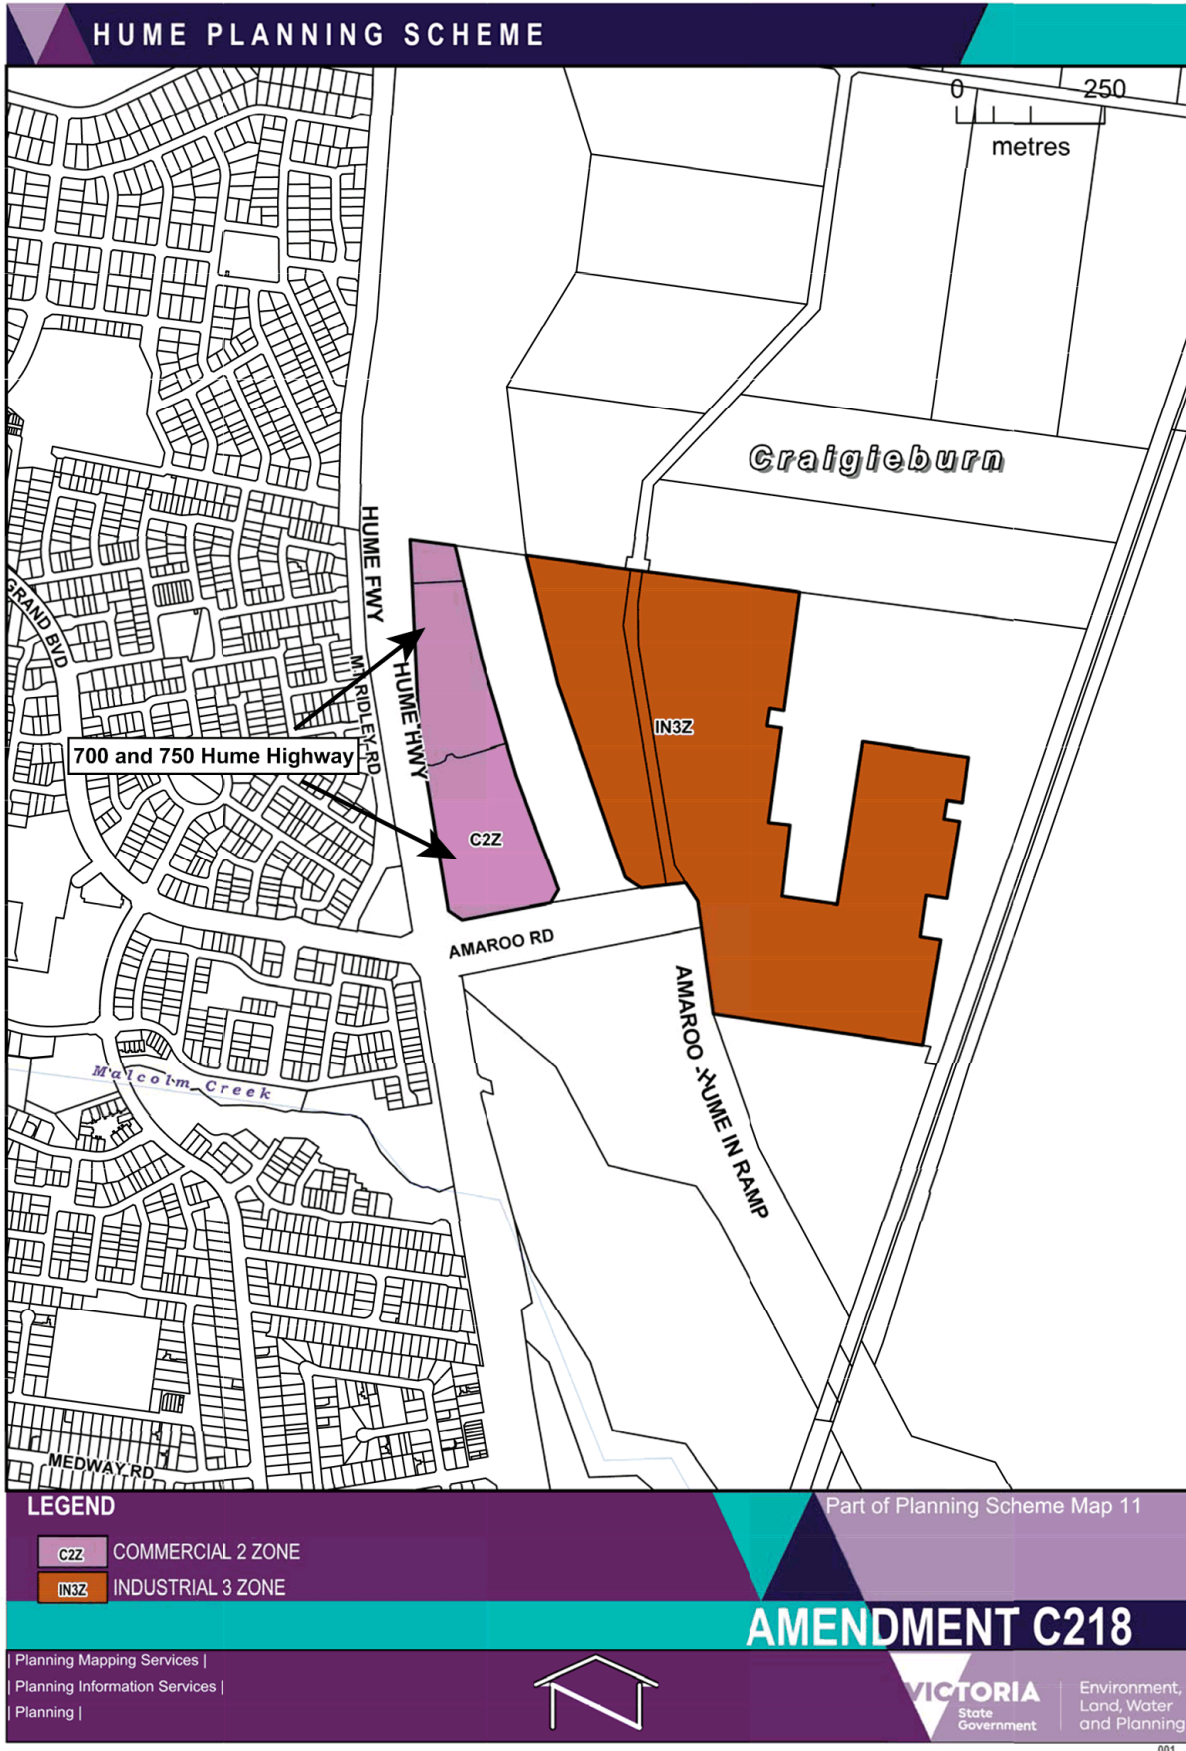 HUME PLANNING SCHEME
0 250
metres
Craigieburn
HUME FWY
GRAND BVD
MT RIDLEY RD
HUME HWY
IN3Z
700 and 750 Hume Highway
C2Z
AMAROO RD
AMAROO - HUME IN RAMP
Malcolm Creek
MEDWAY RD
LEGEND
Part of Planning Scheme Map 11
C2Z COMMERCIAL 2 ZONE
IN3Z INDUSTRIAL 3 ZONE
AMENDMENT C218
| Planning Mapping Services |
| Planning Information Services |
| Planning |
VICTORIA
State
Government
Environment,
Land, Water
and Planning
001